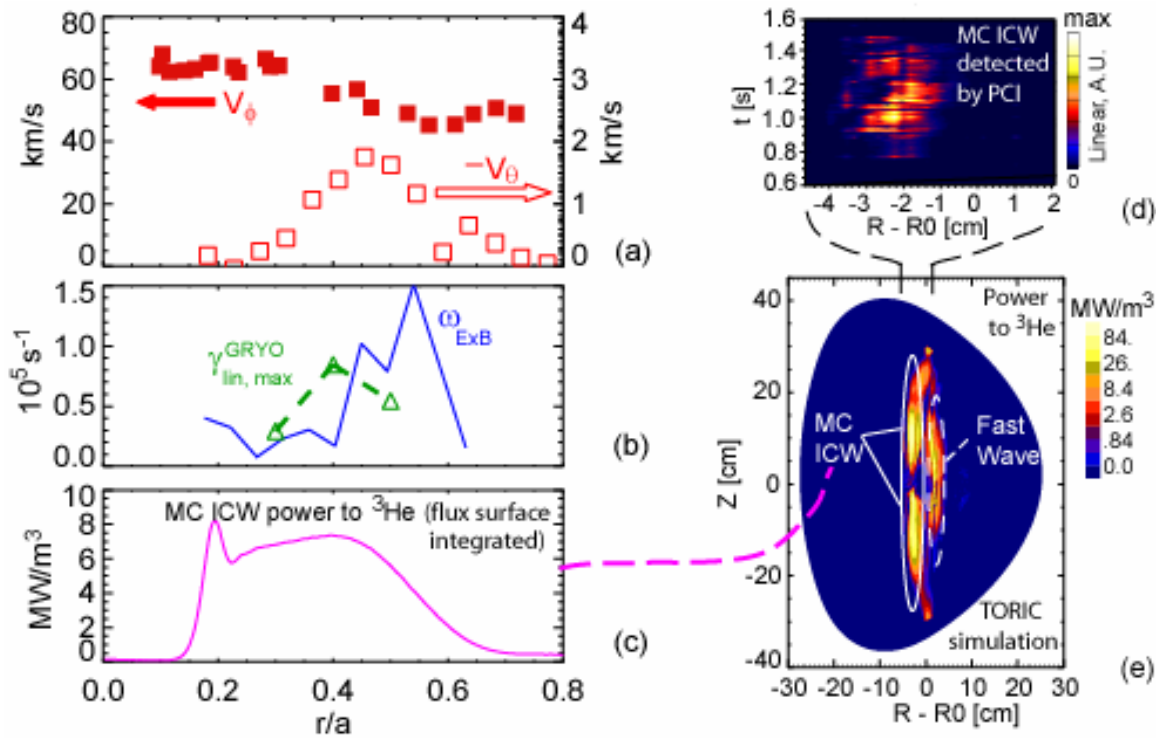 80
60
40
20
0
km/s
Vϕ
4
3
2
1
0
km/s
−Vθ
(a)
1.5
1.0
0.5
0.0
10⁵ s⁻¹
γ GRYO lin, max
ω ExB
(b)
10
8
6
4
2
0
MW/m³
MC ICW power to ³He (flux surface
integrated)
(c)
0.0 0.2 0.4 0.6 0.8
r/a
1.6
1.4
1.2
1.0
0.8
0.6
t [s]
MC ICW
detected
by PCI
max
Linear, A.U.
0
-4 -3 -2 -1 0 1 2
R - R0 [cm]
(d)
40
20
0
-20
-40
Z [cm]
Power
to ³He
MC
ICW
Fast
Wave
TORIC
simulation
MW/m³
84.
26.
8.4
2.6
.84
0.0
-30 -20 -10 0 10 20 30
R - R0 [cm]
(e)